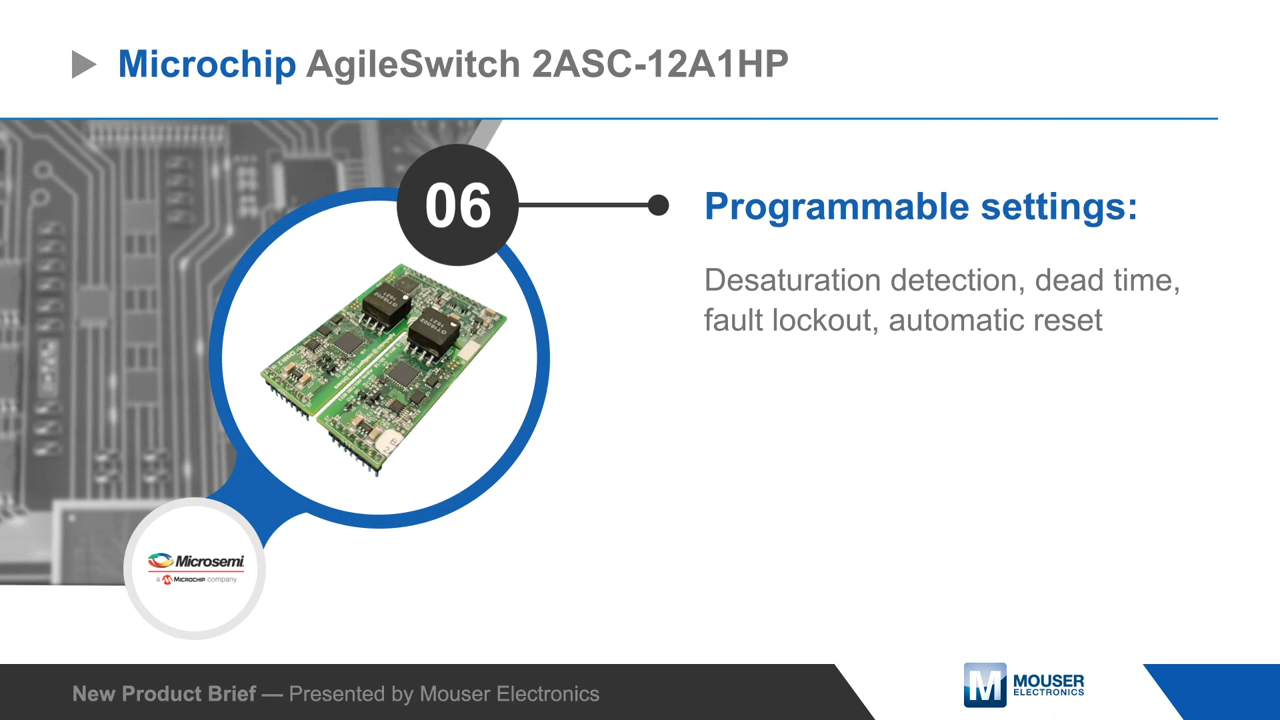 Microchip AgileSwitch 2ASC-12A1HP
06
Programmable settings:
Desaturation detection, dead time,
fault lockout, automatic reset
Microsemi
a MICROCHIP company
New Product Brief — Presented by Mouser Electronics
M MOUSER
ELECTRONICS